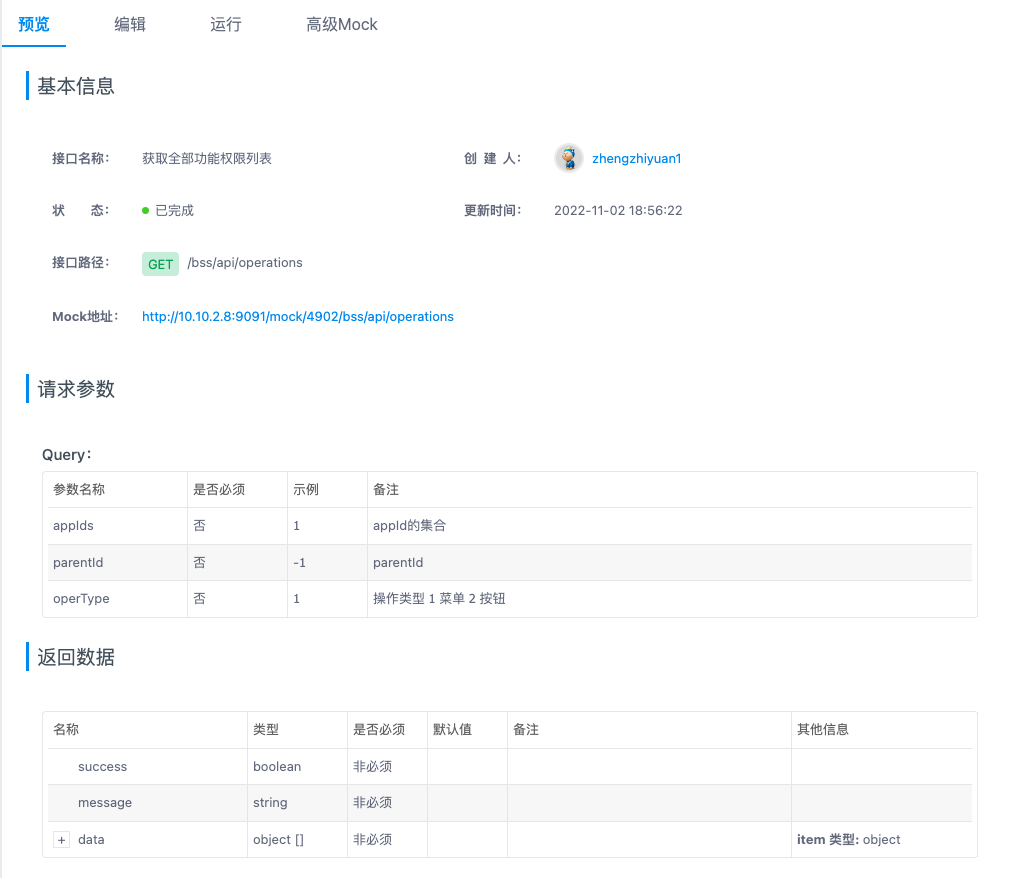 预览 编辑 运行 高级Mock
基本信息
接口名称： 获取全部功能权限列表 创 建 人： zhengzhiyuan1
状 态： 已完成 更新时间： 2022-11-02 18:56:22
接口路径： GET /bss/api/operations
Mock地址： http://10.10.2.8:9091/mock/4902/bss/api/operations
请求参数
Query：
参数名称 是否必须 示例 备注
appIds 否 1 appId的集合
parentId 否 -1 parentId
operType 否 1 操作类型 1 菜单 2 按钮
返回数据
名称 类型 是否必须 默认值 备注 其他信息
success boolean 非必须
message string 非必须
+ data object [] 非必须 item 类型: object